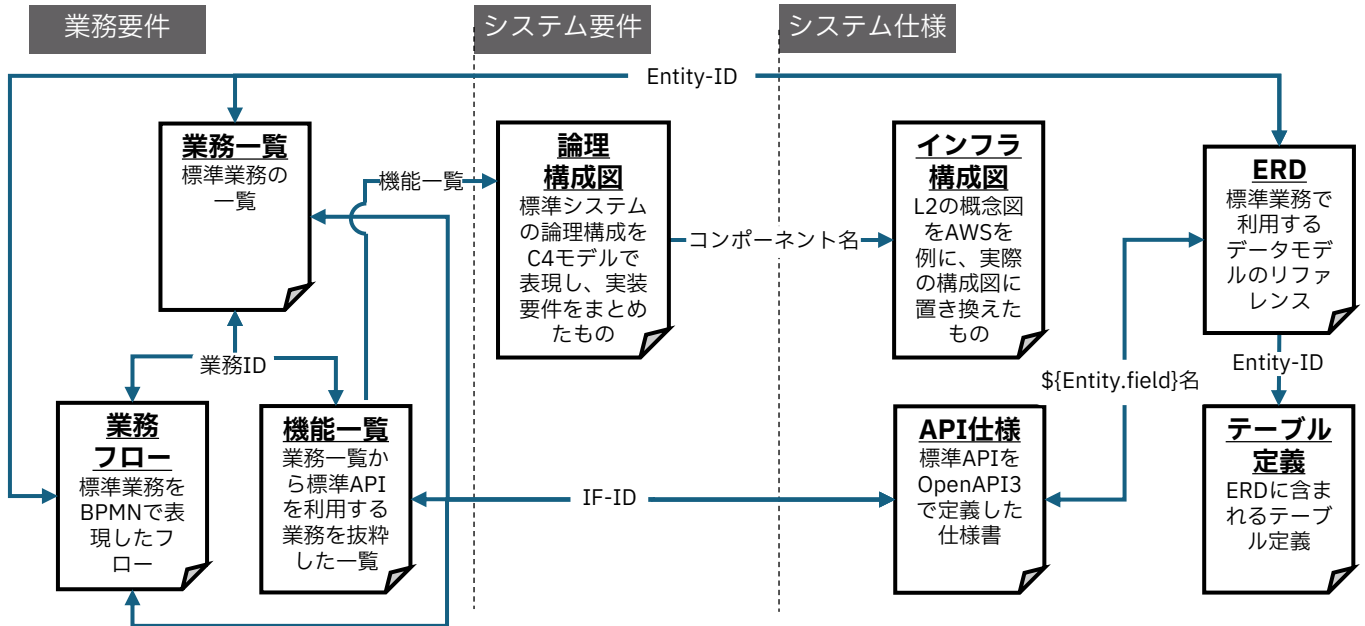 業務要件
システム要件
システム仕様
Entity-ID
業務一覧
標準業務の
一覧
機能一覧
論理
構成図
標準システム
の論理構成を
C4モデルで
表現し、実装
要件をまとめ
たもの
コンポーネント名
インフラ
構成図
L2の概念図
をAWSを
例に、実際
の構成図に
置き換えた
もの
ERD
標準業務で
利用する
データモデ
ルのリファ
レンス
業務ID
${Entity.field}名
Entity-ID
業務
フロー
標準業務を
BPMNで表
現したフ
ロー
機能一覧
業務一覧か
ら標準API
を利用する
業務を抜粋
した一覧
IF-ID
API仕様
標準APIを
OpenAPI3
で定義した
仕様書
テーブル
定義
ERDに含ま
れるテーブ
ル定義